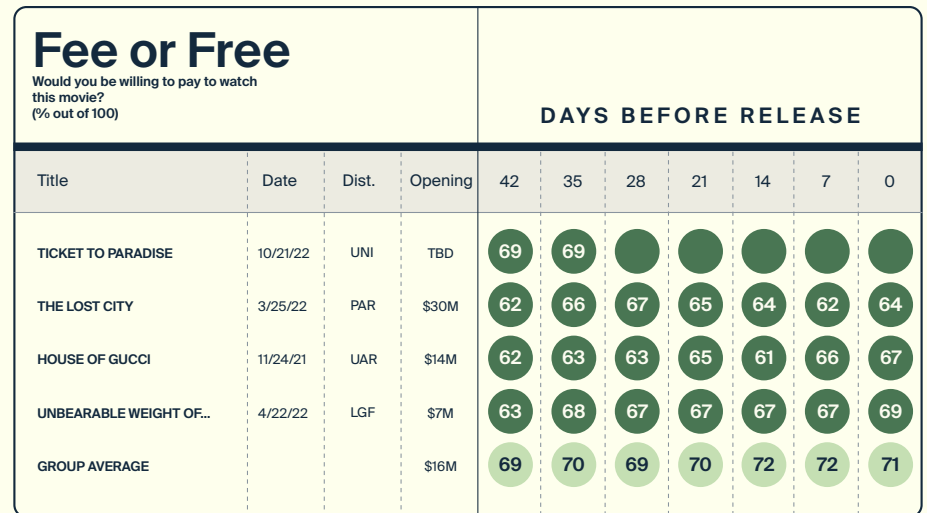 Fee or Free
Would you be willing to pay to watch
this movie?
(% out of 100)
DAYS BEFORE RELEASE
Title Date Dist. Opening 42 35 28 21 14 7 0
TICKET TO PARADISE 10/21/22 UNI TBD 69 69
THE LOST CITY 3/25/22 PAR $30M 62 66 67 65 64 62 64
HOUSE OF GUCCI 11/24/21 UAR $14M 62 63 63 65 61 66 67
UNBEARABLE WEIGHT OF... 4/22/22 LGF $7M 63 68 67 67 67 67 69
GROUP AVERAGE $16M 69 70 69 70 72 72 71